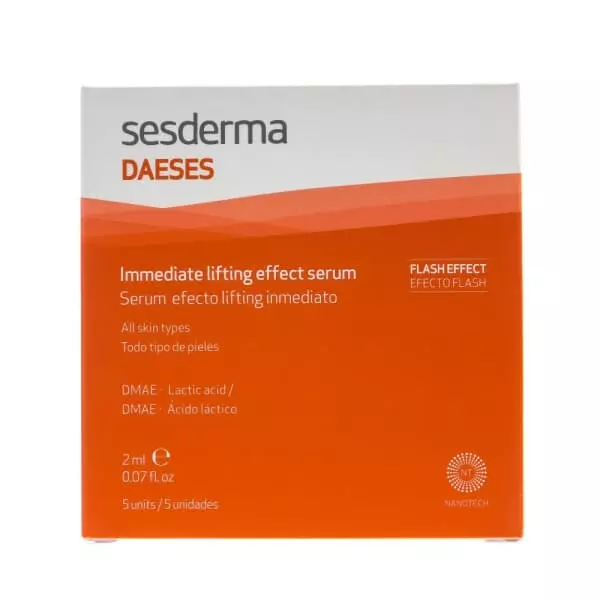 sesderma
DAESES
Immediate lifting effect serum
Serum efecto lifting inmediato
FLASH EFFECT
EFECTO FLASH
All skin types
Todo tipo de pieles
DMAE · Lactic acid /
DMAE · Ácido láctico
2 ml ℮
0.07 fl. oz
5 units / 5 unidades
NT
NANOTECH